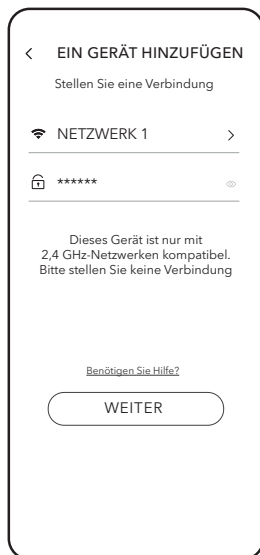 EIN GERÄT HINZUFÜGEN
Stellen Sie eine Verbindung
NETZWERK 1
******
Dieses Gerät ist nur mit
2,4 GHz-Netzwerken kompatibel.
Bitte stellen Sie keine Verbindung
Benötigen Sie Hilfe?
WEITER